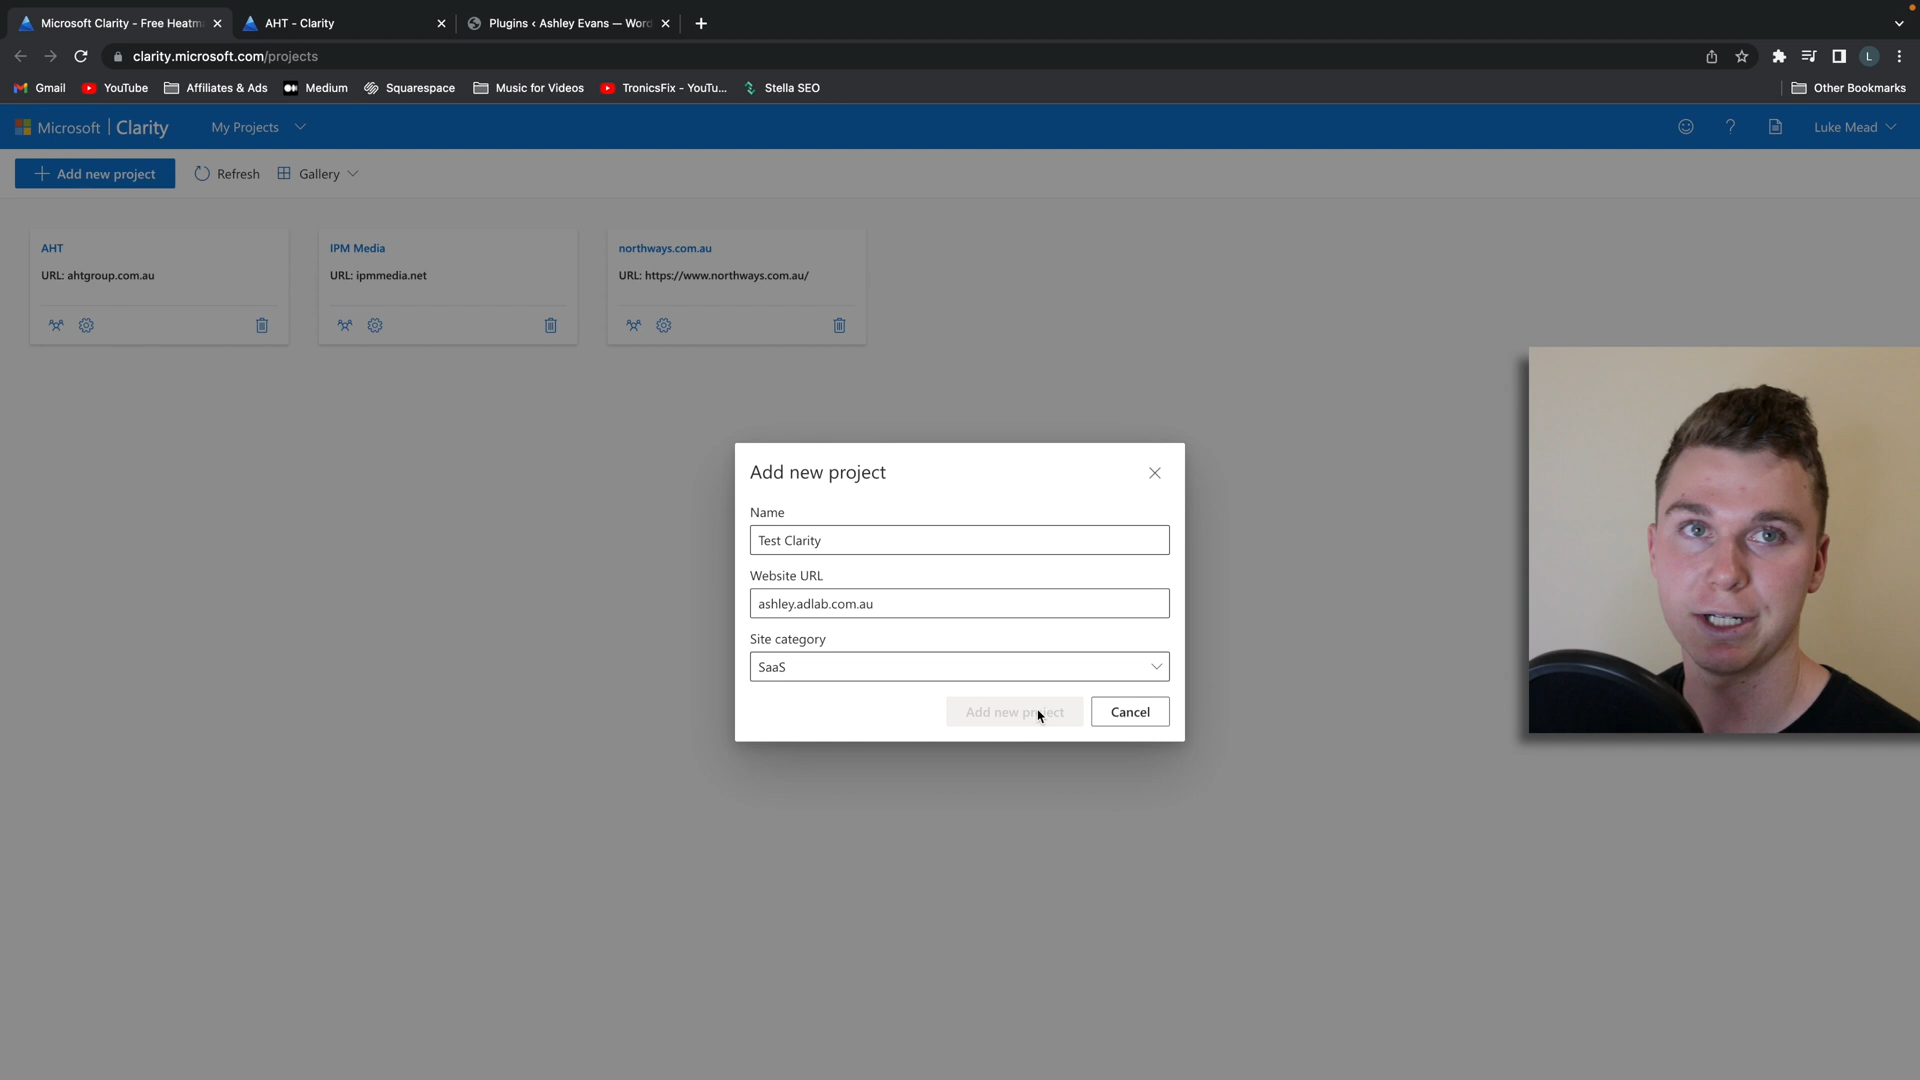 Microsoft Clarity - Free Heatm
AHT - Clarity
Plugins ‹ Ashley Evans — Word
clarity.microsoft.com/projects
L
Gmail
YouTube
Affiliates & Ads
Medium
Squarespace
Music for Videos
TronicsFix - YouTu...
Stella SEO
Other Bookmarks
Microsoft | Clarity
My Projects
Luke Mead
Add new project
Refresh
Gallery
AHT
URL: ahtgroup.com.au
IPM Media
URL: ipmmedia.net
northways.com.au
URL: https://www.northways.com.au/
Add new project
Name
Test Clarity
Website URL
ashley.adlab.com.au
Site category
SaaS
Add new project
Cancel